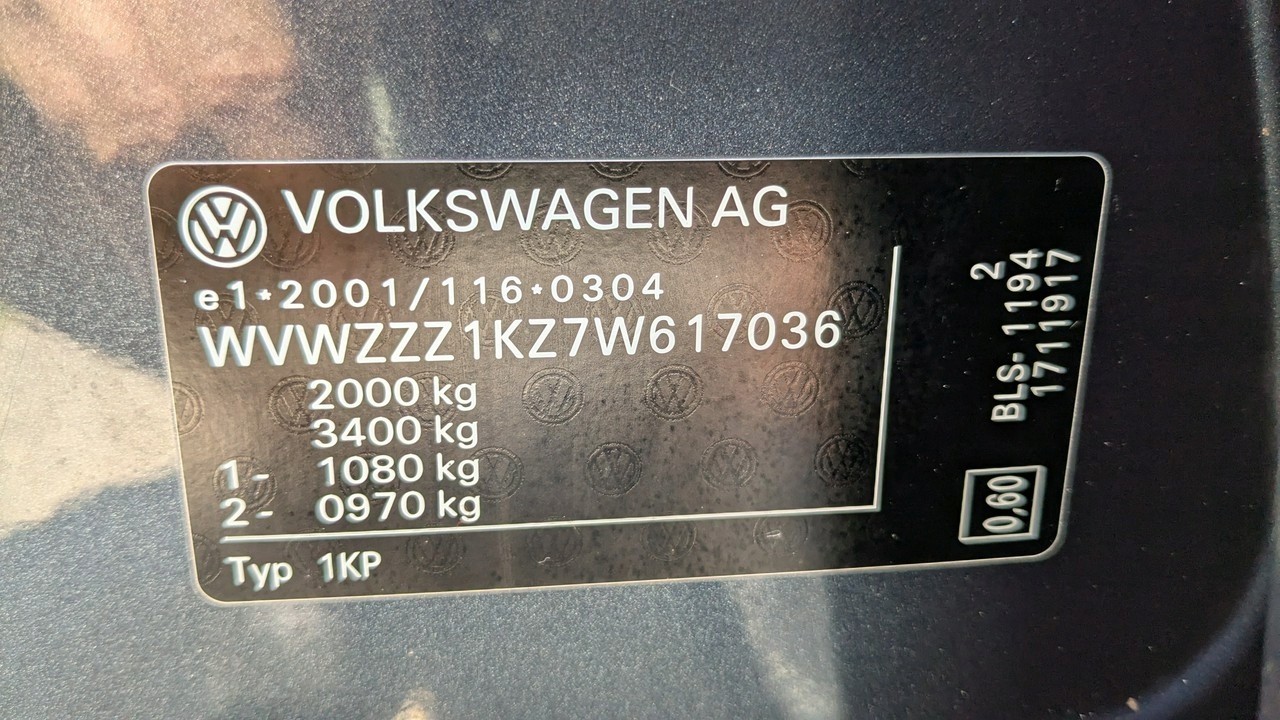 VOLKSWAGEN AG
e1*2001/116*0304
WVWZZZ1KZ7W617036
2000 kg
3400 kg
1- 1080 kg
2- 0970 kg
Typ 1KP
2
BLS- 1194
1711917
0,60